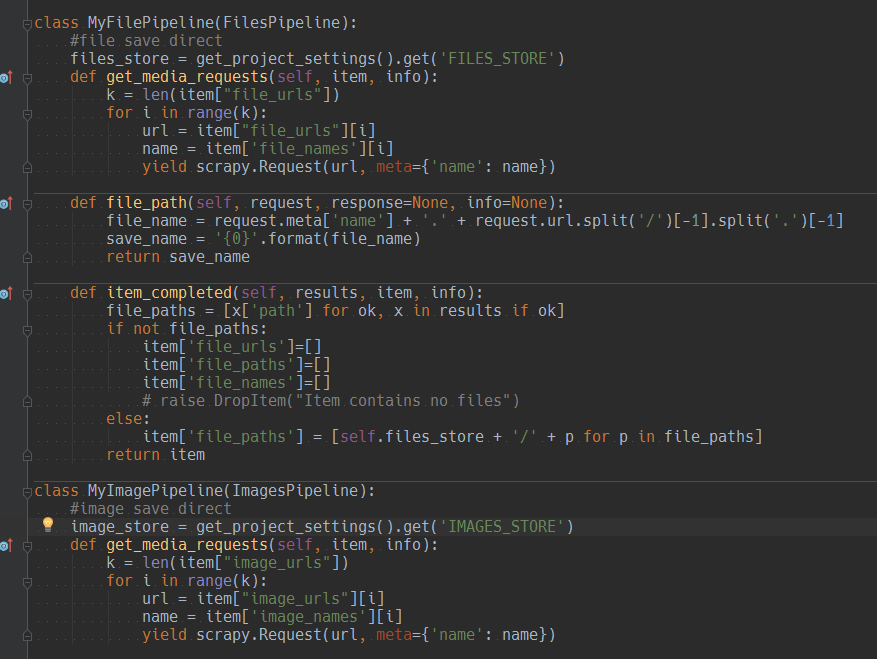 class MyFilePipeline(FilesPipeline):
    #file save direct
    files_store = get_project_settings().get('FILES_STORE')
    def get_media_requests(self, item, info):
        k = len(item["file_urls"])
        for i in range(k):
            url = item["file_urls"][i]
            name = item['file_names'][i]
            yield scrapy.Request(url, meta={'name': name})
    def file_path(self, request, response=None, info=None):
        file_name = request.meta['name'] + '.' + request.url.split('/')[-1].split('.')[-1]
        save_name = '{0}'.format(file_name)
        return save_name
    def item_completed(self, results, item, info):
        file_paths = [x['path'] for ok, x in results if ok]
        if not file_paths:
            item['file_urls']=[]
            item['file_paths']=[]
            item['file_names']=[]
            # raise DropItem("Item contains no files")
        else:
            item['file_paths'] = [self.files_store + '/' + p for p in file_paths]
        return item
class MyImagePipeline(ImagesPipeline):
    #image save direct
    image_store = get_project_settings().get('IMAGES_STORE')
    def get_media_requests(self, item, info):
        k = len(item["image_urls"])
        for i in range(k):
            url = item["image_urls"][i]
            name = item['image_names'][i]
            yield scrapy.Request(url, meta={'name': name})